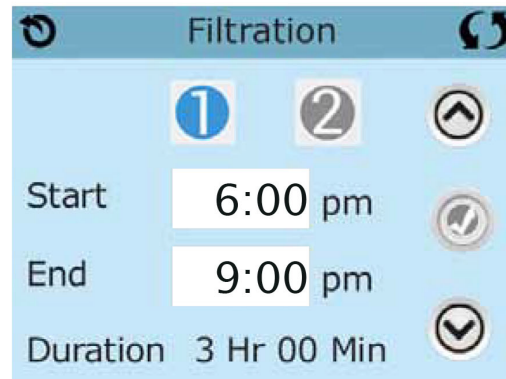 Filtration
1 2
Start 6:00 pm
End 9:00 pm
Duration 3 Hr 00 Min